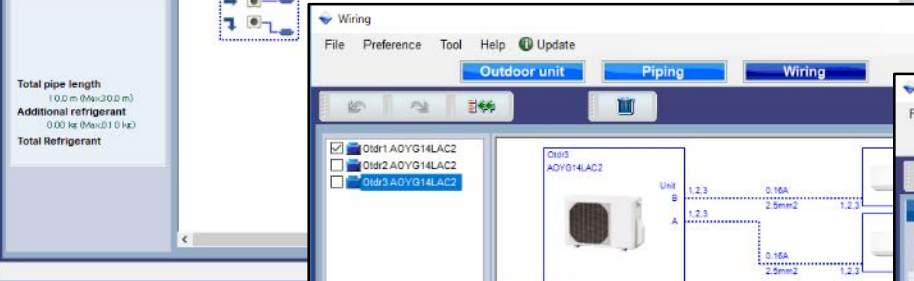 Total pipe length
10.0 m (Max:20.0 m)
Additional refrigerant
0.00 kg (Max:0.10 kg)
Total Refrigerant
Wiring
File Preference Tool Help Update
Outdoor unit Piping Wiring
Otdr1 AOYG14LAC2
Otdr2 AOYG14LAC2
Otdr3 AOYG14LAC2
Otdr3
AOYG14LAC2
Unit
B 1,2,3 0.16A
2.5mm2 1,2,3
A 1,2,3
0.16A
2.5mm2 1,2,3